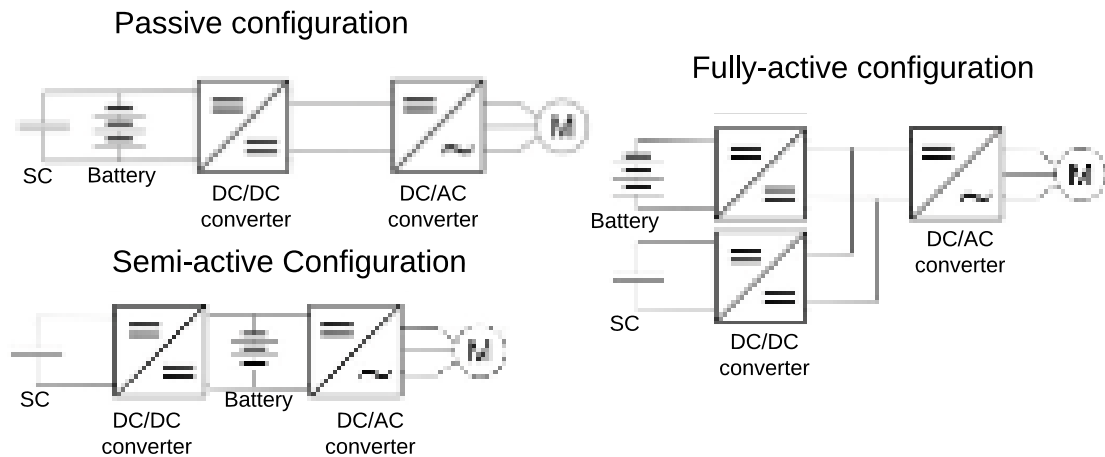 Passive configuration
SC
Battery
DC/DC
converter
DC/AC
converter
M
Semi-active Configuration
SC
DC/DC
converter
Battery
DC/AC
converter
M
Fully-active configuration
Battery
SC
DC/DC
converter
DC/AC
converter
M